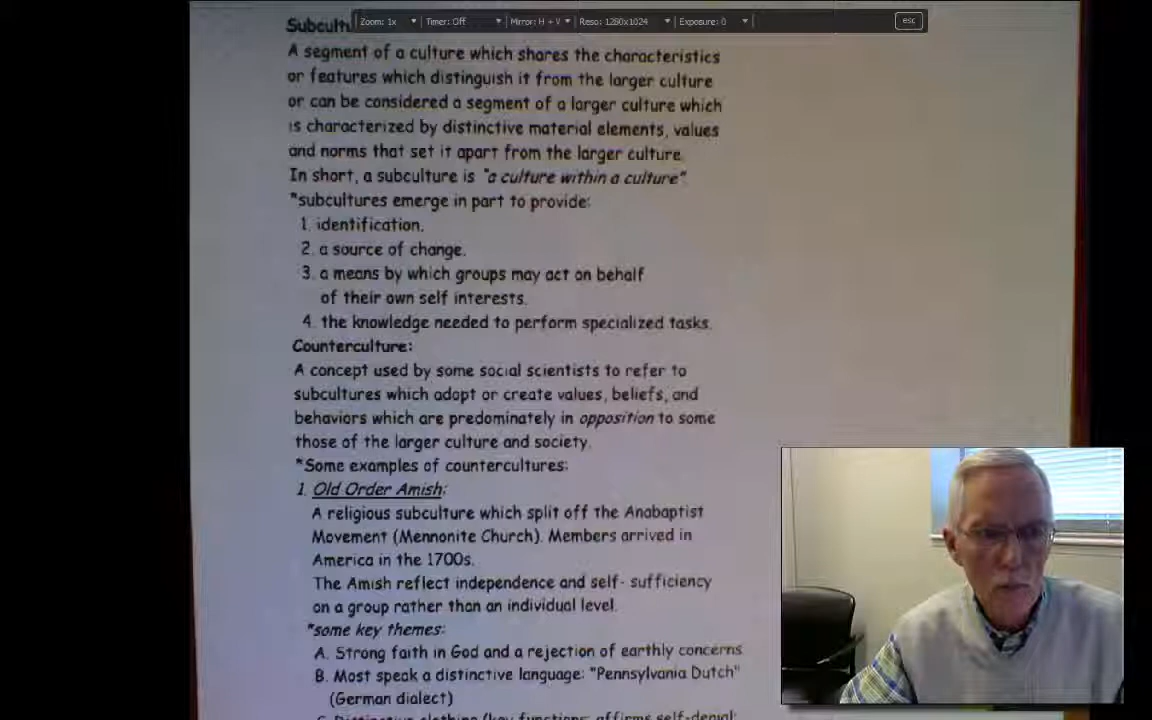 Zoom: 1x Timer: Off Mirror: H + V Reso: 1280x1024 Exposure: 0 esc
A segment of a culture which shares the characteristics
or features which distinguish it from the larger culture
or can be considered a segment of a larger culture which
is characterized by distinctive material elements, values
and norms that set it apart from the larger culture.
In short, a subculture is "a culture within a culture"
*subcultures emerge in part to provide:
1. identification.
2. a source of change.
3. a means by which groups may act on behalf
of their own self interests.
4. the knowledge needed to perform specialized tasks.
Counterculture:
A concept used by some social scientists to refer to
subcultures which adopt or create values, beliefs, and
behaviors which are predominately in opposition to some
those of the larger culture and society.
*Some examples of countercultures:
1. Old Order Amish:
A religious subculture which split off the Anabaptist
Movement (Mennonite Church). Members arrived in
America in the 1700s.
The Amish reflect independence and self- sufficiency
on a group rather than an individual level.
*some key themes:
A. Strong faith in God and a rejection of earthly concerns
B. Most speak a distinctive language: "Pennsylvania Dutch"
(German dialect)
C. Distinctive clothing (key functions: affirms self-denial;